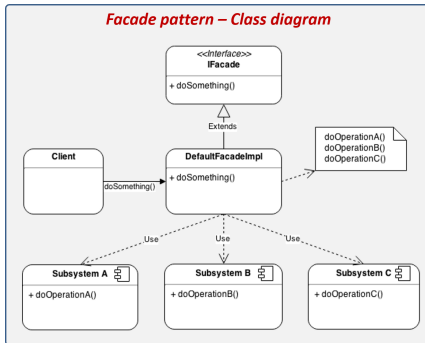 Facade pattern – Class diagram
<<Interface>>
IFacade
+ doSomething()
Extends
Client
doSomething()
DefaultFacadeImpl
+ doSomething()
doOperationA()
doOperationB()
doOperationC()
Use
Use
Use
Subsystem A
+ doOperationA()
Subsystem B
+ doOperationB()
Subsystem C
+ doOperationC()